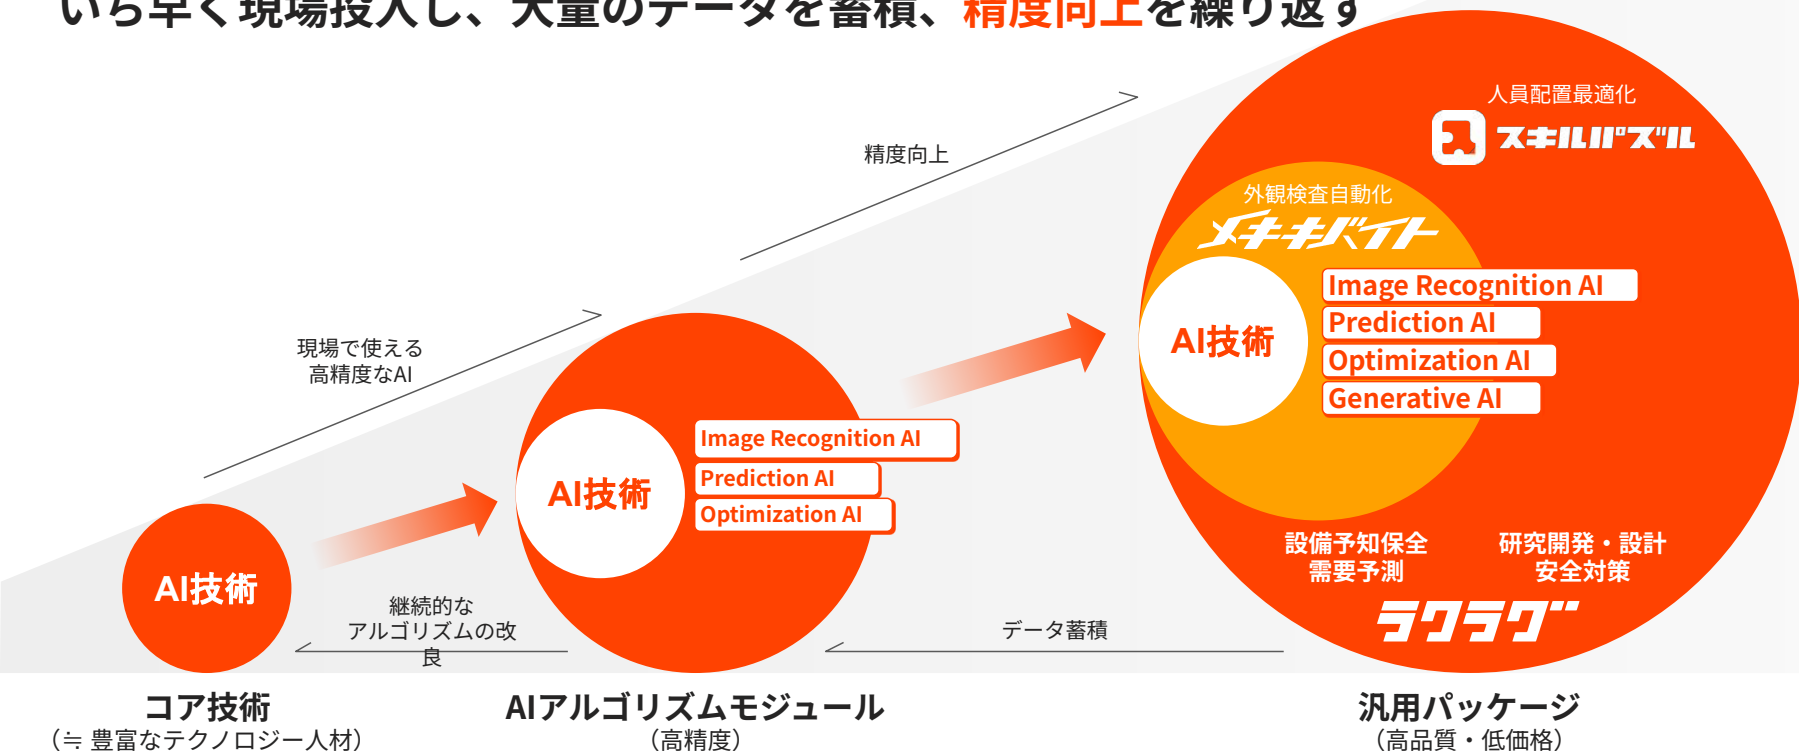 いち早く現場投入し、大量のデータを蓄積、精度向上を繰り返す
人員配置最適化
スキルパズル
精度向上
外観検査自動化
メキキバイト
Image Recognition AI
Prediction AI
Optimization AI
Generative AI
AI技術
現場で使える
高精度なAI
Image Recognition AI
Prediction AI
Optimization AI
AI技術
設備予知保全
需要予測
研究開発・設計
安全対策
ラクラグ
AI技術
継続的な
アルゴリズムの改
良
データ蓄積
コア技術
（≒ 豊富なテクノロジー人材）
AIアルゴリズムモジュール
（高精度）
汎用パッケージ
（高品質・低価格）